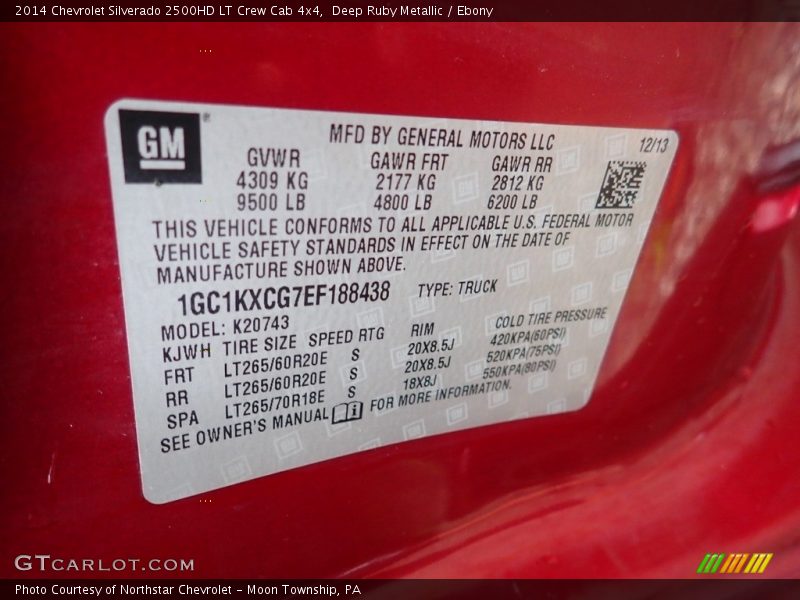 2014 Chevrolet Silverado 2500HD LT Crew Cab 4x4, Deep Ruby Metallic / Ebony
GM
MFD BY GENERAL MOTORS LLC 12/13
GVWR GAWR FRT GAWR RR
4309 KG 2177 KG 2812 KG
9500 LB 4800 LB 6200 LB
THIS VEHICLE CONFORMS TO ALL APPLICABLE U.S. FEDERAL MOTOR
VEHICLE SAFETY STANDARDS IN EFFECT ON THE DATE OF
MANUFACTURE SHOWN ABOVE.
1GC1KXCG7EF188438 TYPE: TRUCK
MODEL: K20743
KJWH TIRE SIZE SPEED RTG RIM COLD TIRE PRESSURE
FRT LT265/60R20E S 20X8.5J 420KPA(60PSI)
RR LT265/60R20E S 20X8.5J 520KPA(75PSI)
SPA LT265/70R18E S 18X8J 550KPA(80PSI)
SEE OWNER'S MANUAL FOR MORE INFORMATION.
GTCARLOT.COM
Photo Courtesy of Northstar Chevrolet - Moon Township, PA